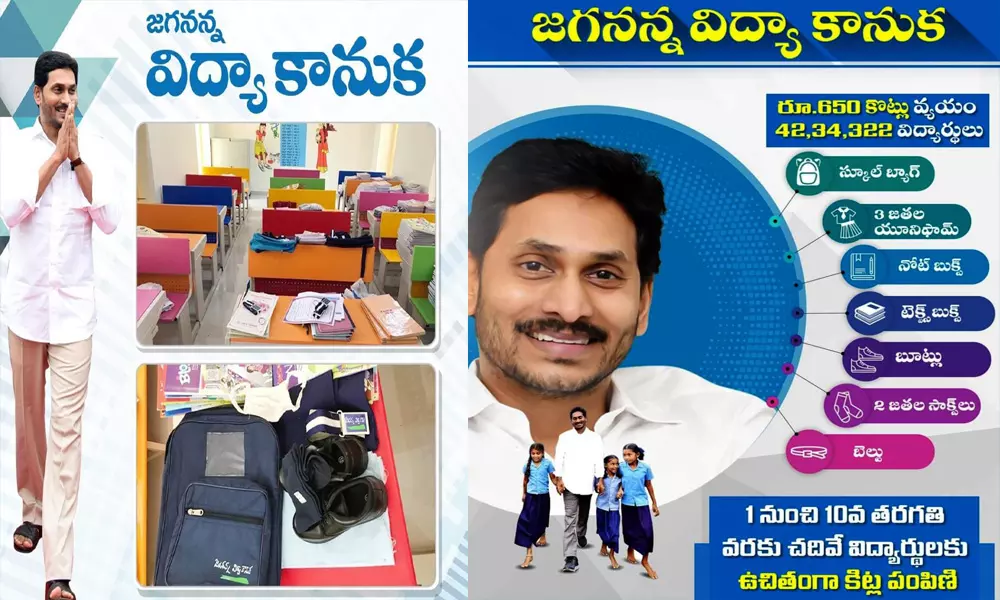 జగనన్న
విద్యా కానుక
జగనన్న విద్యా కానుక
రూ.650 కోట్లు వ్యయం
42,34,322 విద్యార్థులు
స్కూల్ బ్యాగ్
3 జతల
యూనిఫామ్
నోట్ బుక్స్
టెక్ట్స్ బుక్స్
బూట్లు
2 జతల సాక్స్‌లు
బెల్టు
1 నుంచి 10వ తరగతి
వరకు చదివే విద్యార్థులకు
ఉచితంగా కిట్ల పంపిణి